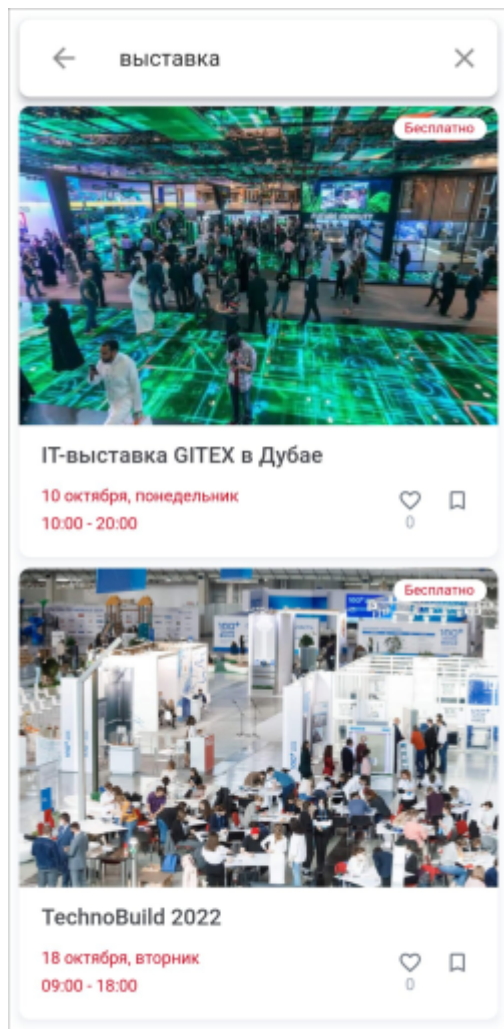 выставка
Бесплатно
IT-выставка GITEX в Дубае
10 октября, понедельник
10:00 - 20:00
0
Бесплатно
TechnoBuild 2022
18 октября, вторник
09:00 - 18:00
0